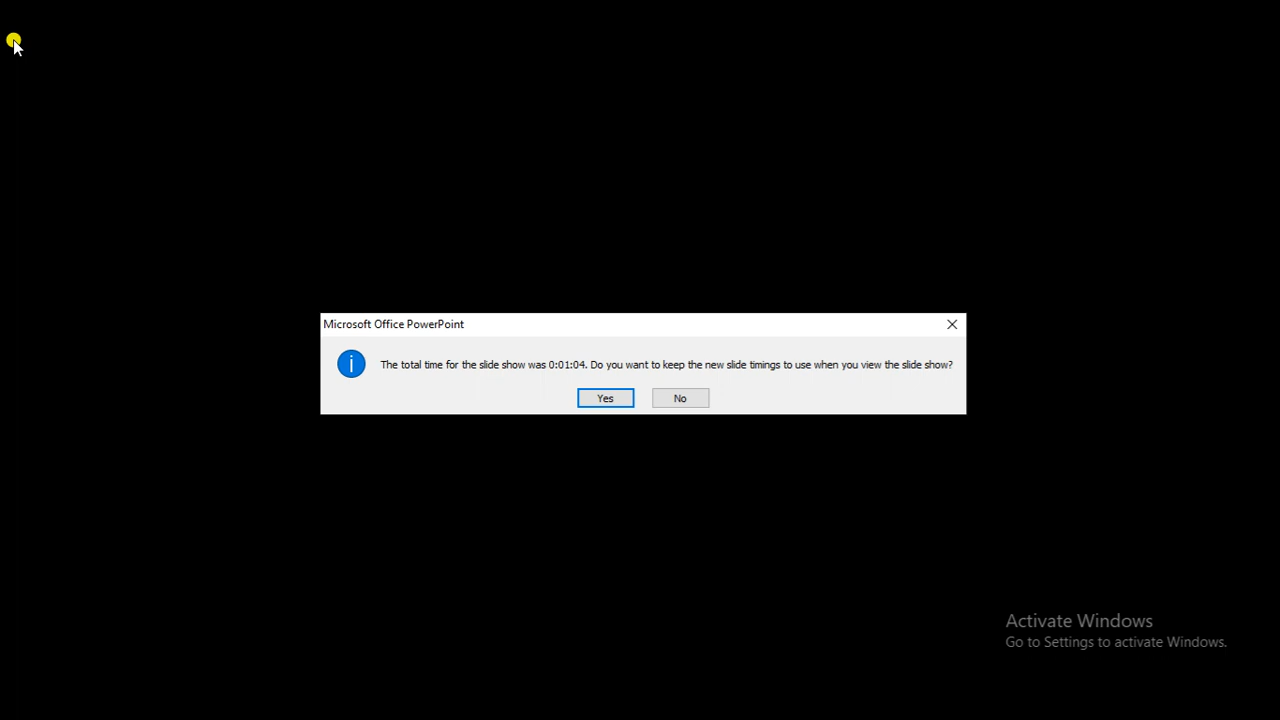 Microsoft Office PowerPoint
The total time for the slide show was 0:01:04. Do you want to keep the new slide timings to use when you view the slide show?
Yes No
Activate Windows
Go to Settings to activate Windows.